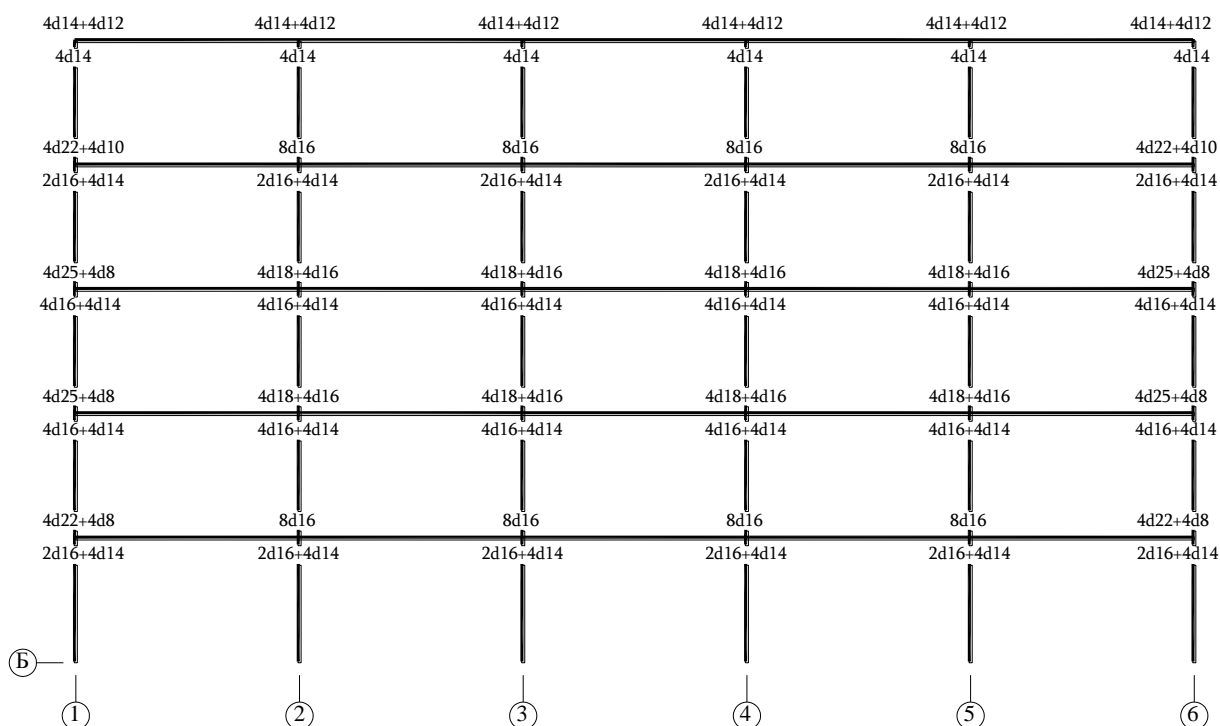 4d14+4d12 4d14+4d12 4d14+4d12 4d14+4d12 4d14+4d12 4d14+4d12
4d14 4d14 4d14 4d14 4d14 4d14
4d22+4d10 8d16 8d16 8d16 8d16 4d22+4d10
2d16+4d14 2d16+4d14 2d16+4d14 2d16+4d14 2d16+4d14 2d16+4d14
4d25+4d8 4d18+4d16 4d18+4d16 4d18+4d16 4d18+4d16 4d25+4d8
4d16+4d14 4d16+4d14 4d16+4d14 4d16+4d14 4d16+4d14 4d16+4d14
4d25+4d8 4d18+4d16 4d18+4d16 4d18+4d16 4d18+4d16 4d25+4d8
4d16+4d14 4d16+4d14 4d16+4d14 4d16+4d14 4d16+4d14 4d16+4d14
4d22+4d8 8d16 8d16 8d16 8d16 4d22+4d8
2d16+4d14 2d16+4d14 2d16+4d14 2d16+4d14 2d16+4d14 2d16+4d14
Б
1 2 3 4 5 6